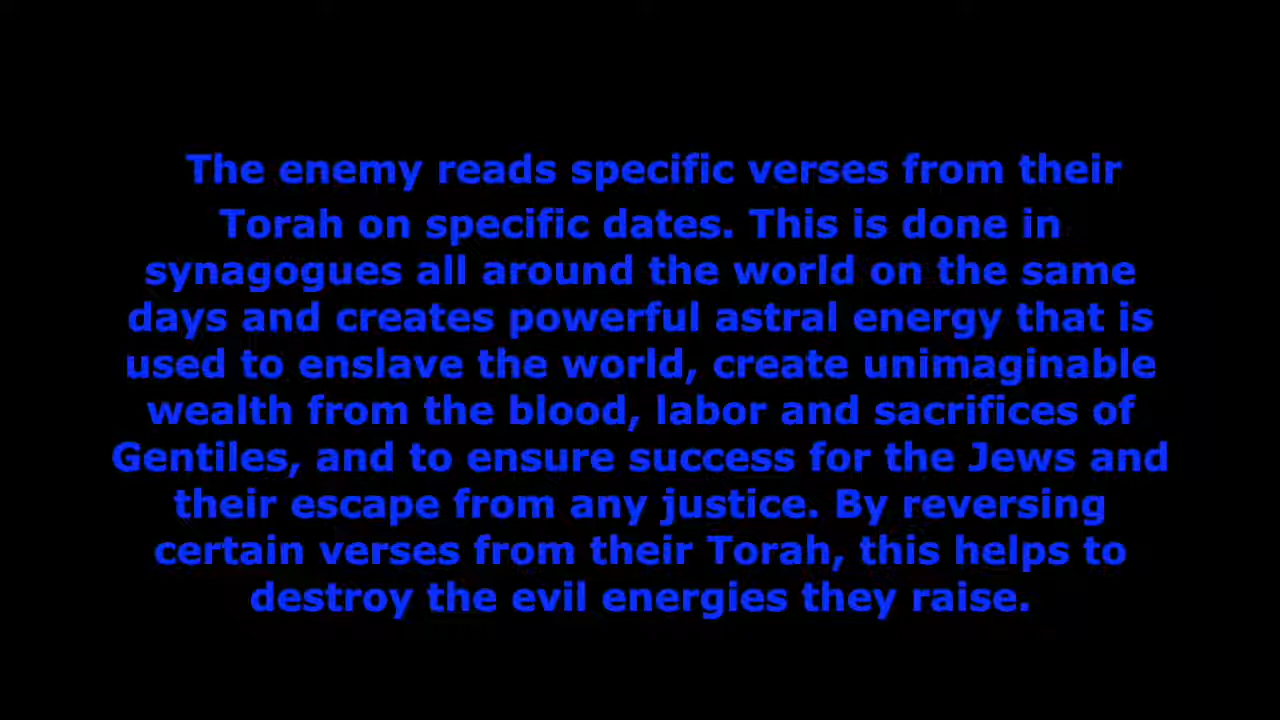 The enemy reads specific verses from their
Torah on specific dates. This is done in
synagogues all around the world on the same
days and creates powerful astral energy that is
used to enslave the world, create unimaginable
wealth from the blood, labor and sacrifices of
Gentiles, and to ensure success for the Jews and
their escape from any justice. By reversing
certain verses from their Torah, this helps to
destroy the evil energies they raise.